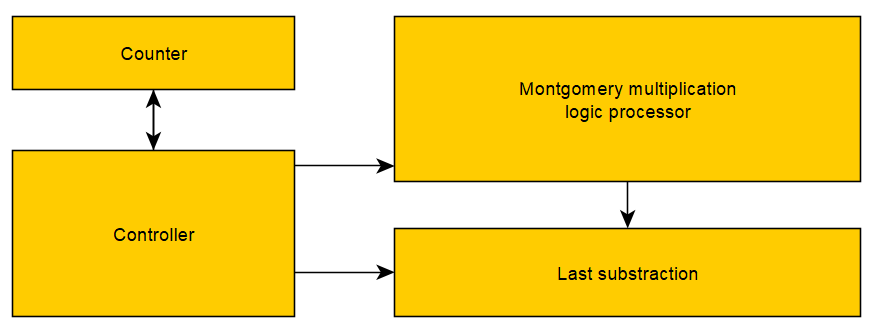 Counter
Montgomery multiplication
logic processor
Controller
Last substraction